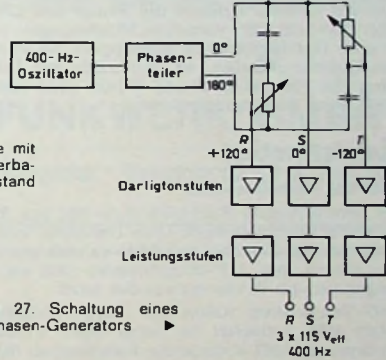 400-Hz-
Oszillator
Phasen-
teiler
0°
180°
R
S
T
+120°
0°
-120°
e mit
erba-
stand
Darligtonstufen
Leistungsstufen
27. Schaltung eines
hasen-Generators ▶
R S T
3 x 115 Veff
400 Hz